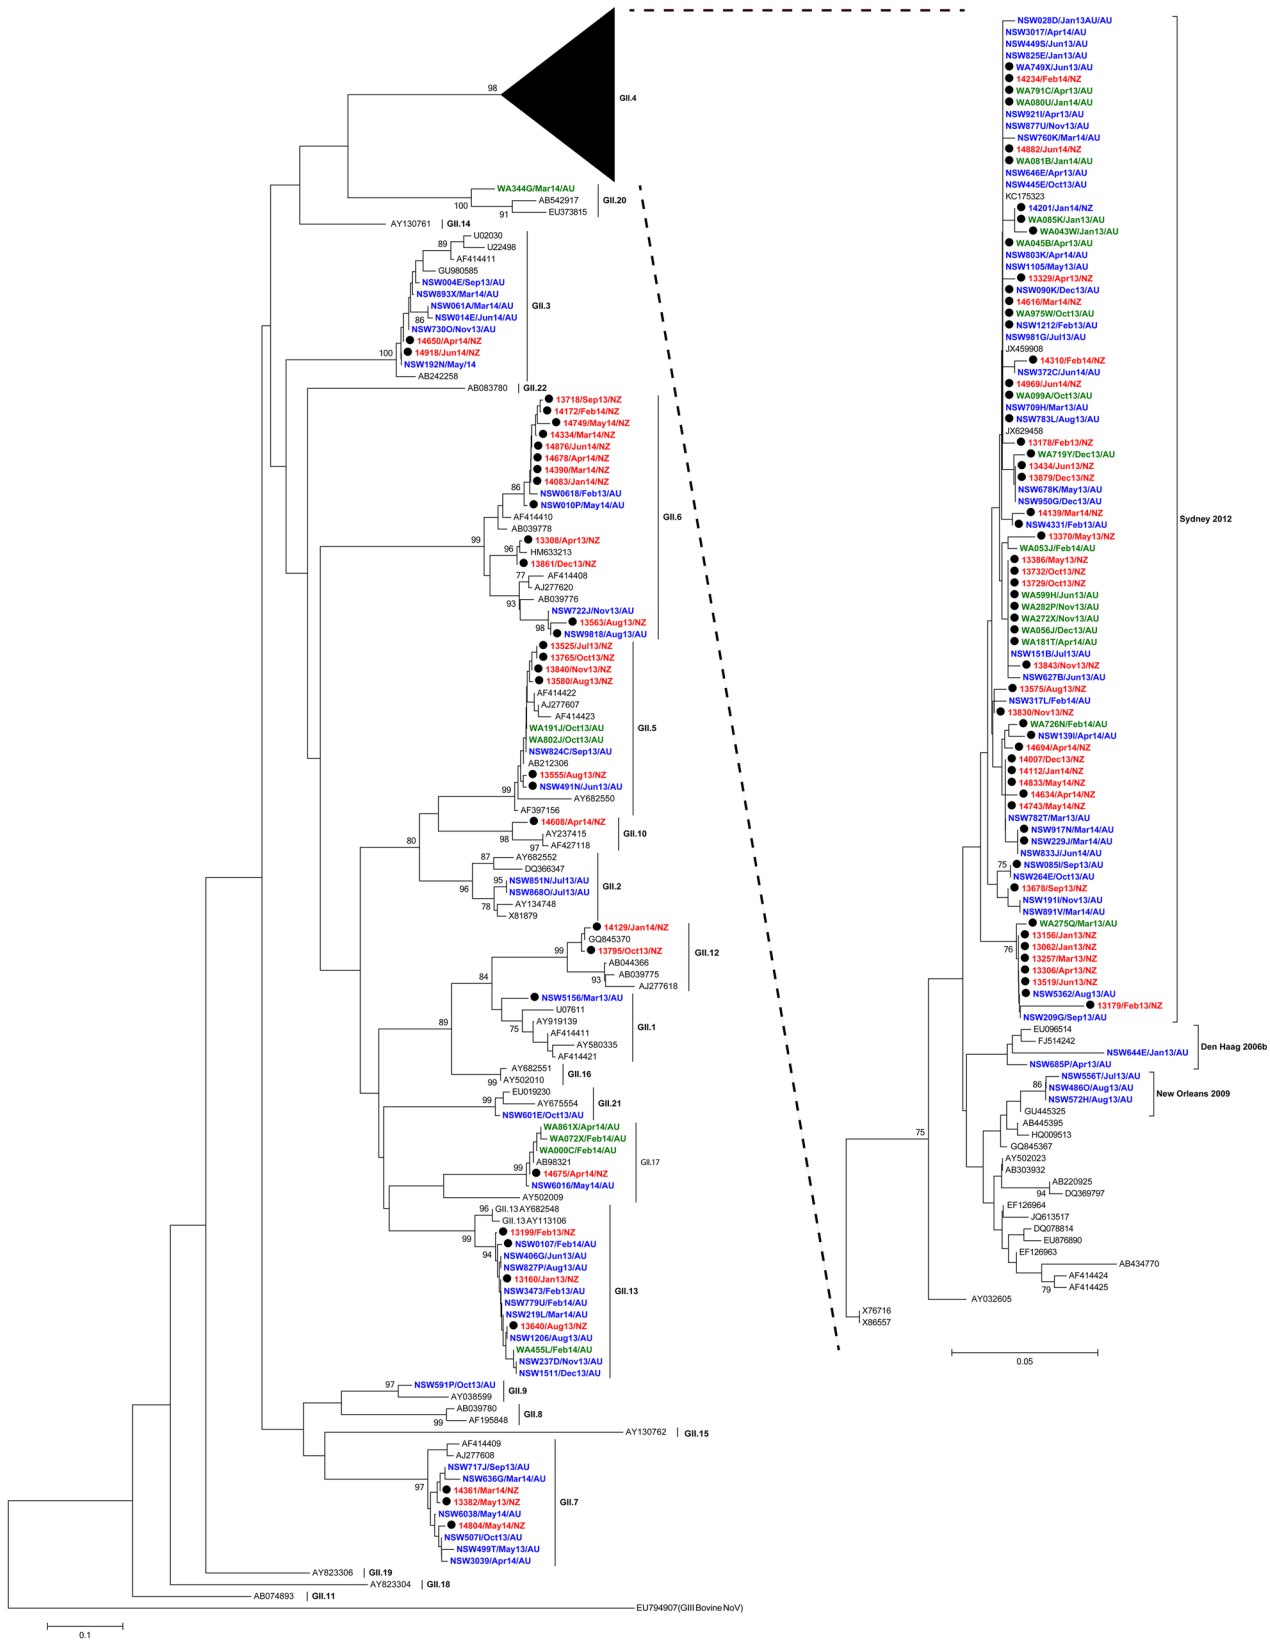 98
GII.4
WA344G/Mar14/AU
AB542917
100
GII.20
91
EU373815
AY130761
GII.14
U02030
89
U22498
AF414411
GU980585
NSW004E/Sep13/AU
NSW893X/Mar14/AU
NSW061A/Mar14/AU
GII.3
86
NSW014E/Jun14/AU
NSW730O/Nov13/AU
14650/Apr14/NZ
100
14918/Jun14/NZ
NSW192N/May/14
AB242258
AB083780
GII.22
13718/Sep13/NZ
14172/Feb14/NZ
14749/May14/NZ
14334/Mar14/NZ
14876/Jun14/NZ
14678/Apr14/NZ
14390/Mar14/NZ
14083/Jan14/NZ
86
NSW0618/Feb13/AU
NSW010P/May14/AU
GII.6
AF414410
AB039778
99
13308/Apr13/NZ
96
HM633213
13861/Dec13/NZ
77
AF414408
AJ277620
93
AB039776
NSW722J/Nov13/AU
13563/Aug13/NZ
98
NSW9818/Aug13/AU
13525/Jul13/NZ
13765/Oct13/NZ
13840/Nov13/NZ
13580/Aug13/NZ
AF414422
AJ277607
AF414423
WA191J/Oct13/AU
GII.5
WA802J/Oct13/AU
NSW824C/Sep13/AU
AB212306
13555/Aug13/NZ
99
NSW491N/Jun13/AU
AY682550
AF397156
14608/Apr14/NZ
98
AY237415
GII.10
97
AF427118
80
87
AY682552
DQ366347
96
95
NSW851N/Jul13/AU
GII.2
NSW868O/Jul13/AU
78
AY134748
X81879
14129/Jan14/NZ
GQ845370
99
13795/Oct13/NZ
GII.12
AB044366
93
AB039775
AJ277618
84
NSW5156/Mar13/AU
U07611
89
75
AY919139
GII.1
AF414411
AY580335
AF414421
AY682551
99
AY502010
GII.16
EU019230
99
AY675554
GII.21
NSW601E/Oct13/AU
WA861X/Apr14/AU
WA072X/Feb14/AU
WA000C/Feb14/AU
99
AB98321
GII.17
14675/Apr14/NZ
NSW6016/May14/AU
AY502009
96
GII.13 AY682548
GII.13 AY113106
99
13199/Feb13/NZ
94
NSW0107/Feb14/AU
NSW406G/Jun13/AU
NSW827P/Aug13/AU
13160/Jan13/NZ
NSW3473/Feb13/AU
GII.13
NSW779U/Feb14/AU
NSW219L/Mar14/AU
13640/Aug13/NZ
NSW1206/Aug13/AU
WA455L/Feb14/AU
NSW237D/Nov13/AU
NSW1511/Dec13/AU
97
NSW591P/Oct13/AU
AY038599
GII.9
AB039780
99
AF195848
GII.8
AY130762
GII.15
AF414409
AJ277608
NSW717J/Sep13/AU
NSW636G/Mar14/AU
97
14361/Mar14/NZ
13382/May13/NZ
GII.7
NSW6038/May14/AU
14804/May14/NZ
NSW507I/Oct13/AU
NSW499T/May13/AU
NSW3039/Apr14/AU
AY823306
GII.19
AY823304
GII.18
AB074893
GII.11
EU794907(GIII Bovine NoV)
0.1
NSW028D/Jan13AU/AU
NSW3017/Apr14/AU
NSW449S/Jun13/AU
NSW825E/Jan13/AU
WA749X/Jun13/AU
14234/Feb14/NZ
WA791C/Apr13/AU
WA080U/Jan14/AU
NSW921I/Apr13/AU
NSW877U/Nov13/AU
NSW760K/Mar14/AU
14882/Jun14/NZ
WA081B/Jan14/AU
NSW646E/Apr13/AU
NSW445E/Oct13/AU
KC175323
14201/Jan14/NZ
WA085K/Jan13/AU
WA043W/Jan13/AU
WA045B/Apr13/AU
NSW803K/Apr14/AU
NSW1105/May13/AU
13329/Apr13/NZ
NSW090K/Dec13/AU
14616/Mar14/NZ
WA975W/Oct13/AU
NSW1212/Feb13/AU
NSW981G/Jul13/AU
JX459908
14310/Feb14/NZ
NSW372C/Jun14/AU
14969/Jun14/NZ
WA099A/Oct13/AU
NSW709H/Mar13/AU
NSW783L/Aug13/AU
JX629458
13178/Feb13/NZ
WA719Y/Dec13/AU
13434/Jun13/NZ
13879/Dec13/NZ
NSW678K/May13/AU
NSW950G/Dec13/AU
14139/Mar14/NZ
Sydney 2012
NSW4331/Feb13/AU
13370/May13/NZ
WA053J/Feb14/AU
13386/May13/NZ
13732/Oct13/NZ
13729/Oct13/NZ
WA599H/Jun13/AU
WA282P/Nov13/AU
WA272X/Nov13/AU
WA056J/Dec13/AU
WA181T/Apr14/AU
NSW151B/Jul13/AU
13843/Nov13/NZ
NSW627B/Jun13/AU
13575/Aug13/NZ
NSW317L/Feb14/AU
13830/Nov13/NZ
WA726N/Feb14/AU
NSW139I/Apr14/AU
14694/Apr14/NZ
14007/Dec13/NZ
14112/Jan14/NZ
14833/May14/NZ
14634/Apr14/NZ
14743/May14/NZ
NSW782T/Mar13/AU
NSW917N/Mar14/AU
NSW229J/Mar14/AU
NSW833J/Jun14/AU
75
NSW085I/Sep13/AU
NSW264E/Oct13/AU
13678/Sep13/NZ
NSW191I/Nov13/AU
NSW891V/Mar14/AU
WA275Q/Mar13/AU
13156/Jan13/NZ
76
13062/Jan13/NZ
13257/Mar13/NZ
13306/Apr13/NZ
13519/Jun13/NZ
NSW5362/Aug13/AU
13179/Feb13/NZ
NSW209G/Sep13/AU
EU096514
FJ514242
Den Haag 2006b
NSW644E/Jan13/AU
NSW685P/Apr13/AU
NSW556T/Jul13/AU
86
NSW486O/Aug13/AU
New Orleans 2009
NSW572H/Aug13/AU
GU445325
AB445395
75
HQ009513
GQ845367
AY502023
AB303932
AB220925
94
DQ369797
EF126964
JQ613517
DQ078814
EU876890
EF126963
AB434770
AF414424
79
AF414425
AY032605
X76716
X86557
0.05